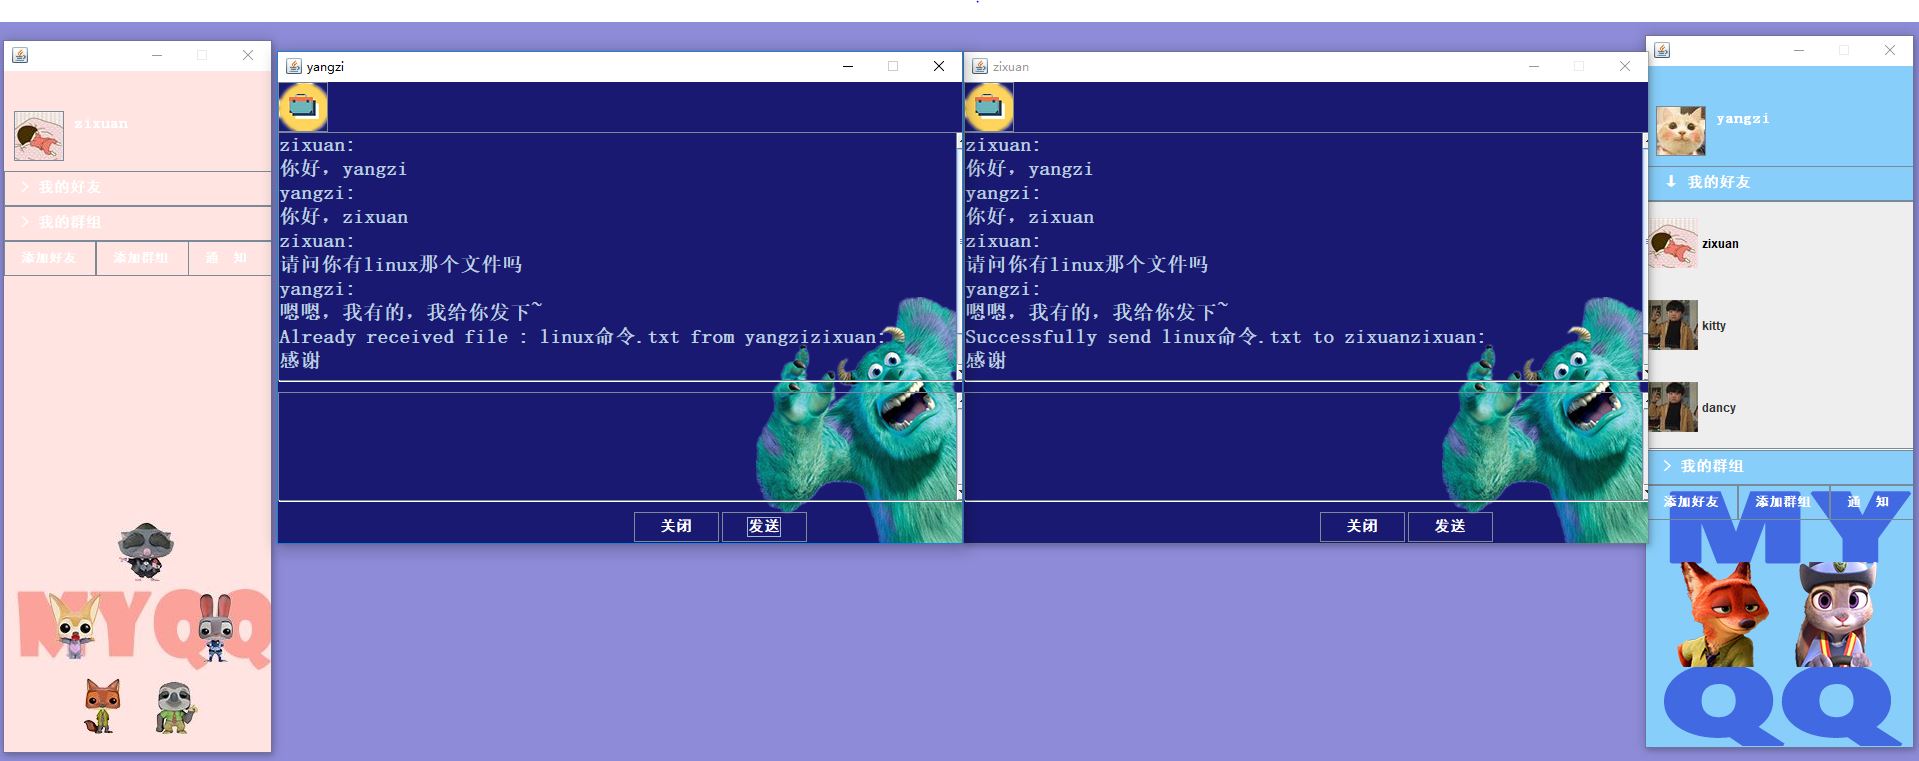 zixuan
> 我的好友
> 我的群组
添加好友 添加群组 通 知
MYQQ
yangzi
zixuan:
你好，yangzi
yangzi:
你好，zixuan
zixuan:
请问你有linux那个文件吗
yangzi:
嗯嗯，我有的，我给你发下~
Already received file : linux命令.txt from yangzizixuan:
感谢
关闭 发送
zixuan
zixuan:
你好，yangzi
yangzi:
你好，zixuan
zixuan:
请问你有linux那个文件吗
yangzi:
嗯嗯，我有的，我给你发下~
Successfully send linux命令.txt to zixuanzixuan:
感谢
关闭 发送
yangzi
⬇ 我的好友
zixuan
kitty
dancy
> 我的群组
添加好友 添加群组 通 知
MY
QQ